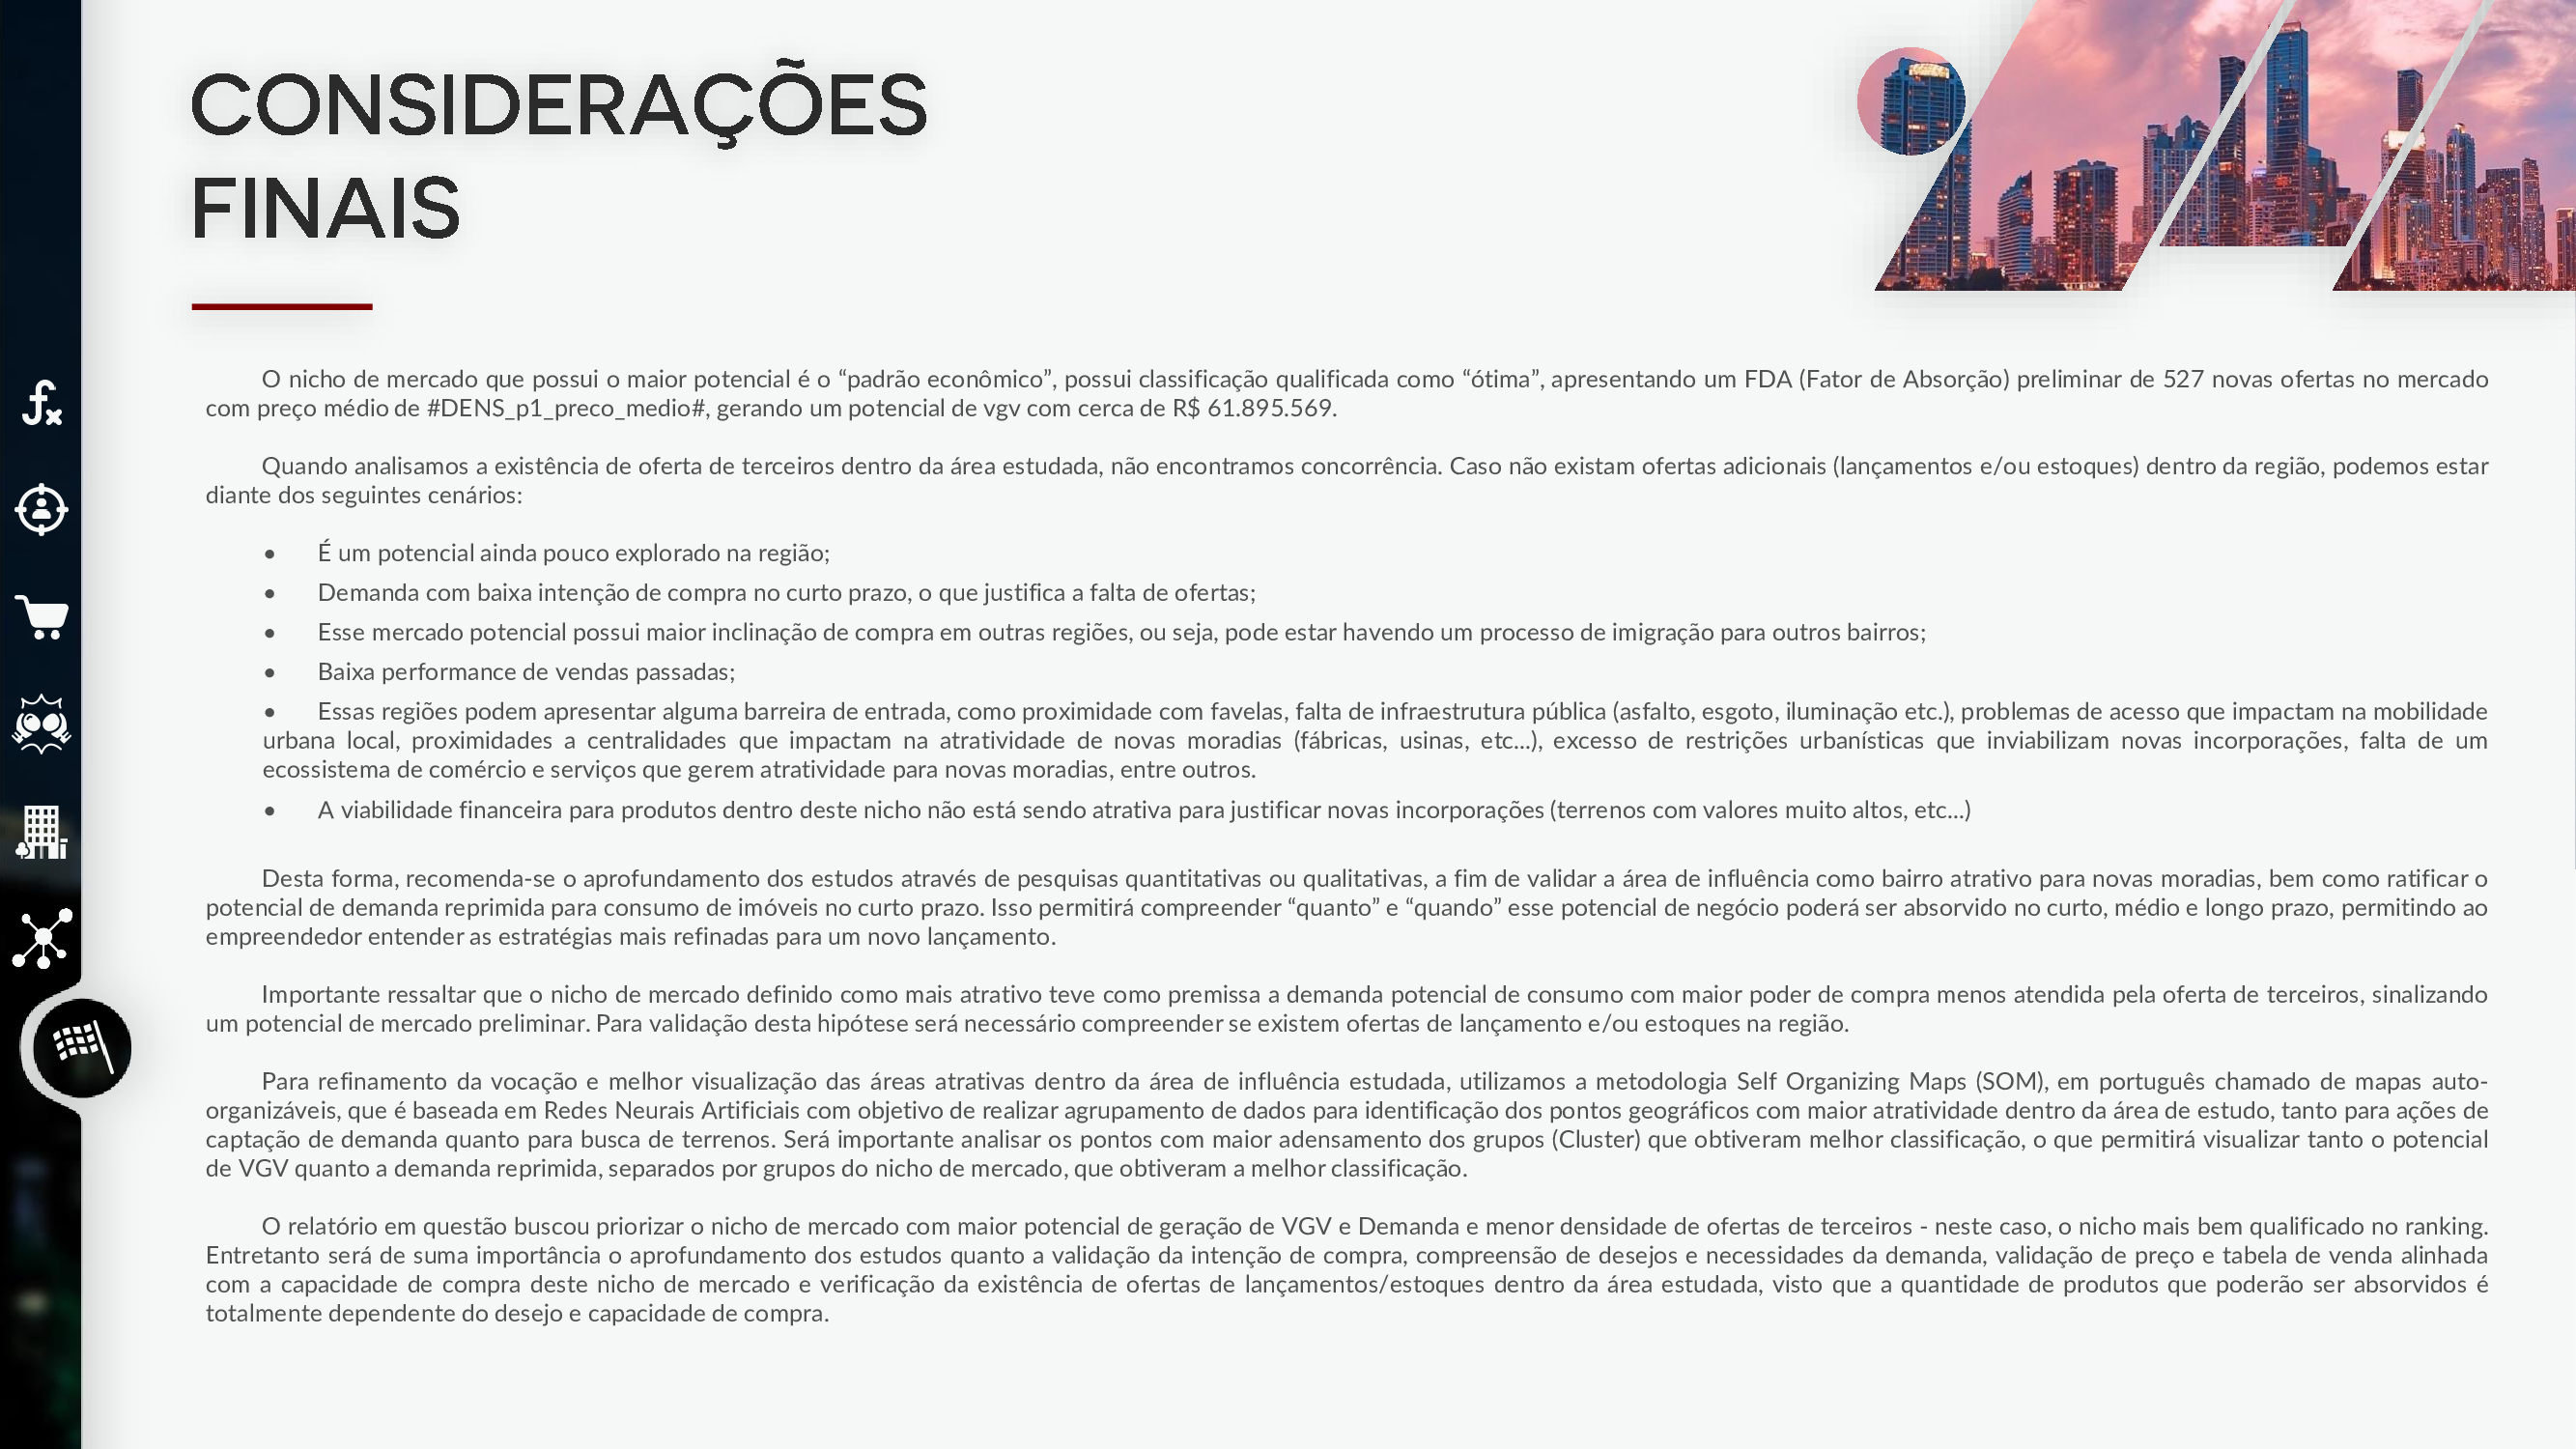 CONSIDERAÇÕES
FINAIS
O nicho de mercado que possui o maior potencial é o “padrão econômico”, possui classificação qualificada como “ótima”, apresentando um FDA (Fator de Absorção) preliminar de 527 novas ofertas no mercado
com preço médio de #DENS_p1_preco_medio#, gerando um potencial de vgv com cerca de R$ 61.895.569.
Quando analisamos a existência de oferta de terceiros dentro da área estudada, não encontramos concorrência. Caso não existam ofertas adicionais (lançamentos e/ou estoques) dentro da região, podemos estar
diante dos seguintes cenários:
• É um potencial ainda pouco explorado na região;
• Demanda com baixa intenção de compra no curto prazo, o que justifica a falta de ofertas;
• Esse mercado potencial possui maior inclinação de compra em outras regiões, ou seja, pode estar havendo um processo de imigração para outros bairros;
• Baixa performance de vendas passadas;
• Essas regiões podem apresentar alguma barreira de entrada, como proximidade com favelas, falta de infraestrutura pública (asfalto, esgoto, iluminação etc.), problemas de acesso que impactam na mobilidade
urbana local, proximidades a centralidades que impactam na atratividade de novas moradias (fábricas, usinas, etc...), excesso de restrições urbanísticas que inviabilizam novas incorporações, falta de um
ecossistema de comércio e serviços que gerem atratividade para novas moradias, entre outros.
• A viabilidade financeira para produtos dentro deste nicho não está sendo atrativa para justificar novas incorporações (terrenos com valores muito altos, etc...)
Desta forma, recomenda-se o aprofundamento dos estudos através de pesquisas quantitativas ou qualitativas, a fim de validar a área de influência como bairro atrativo para novas moradias, bem como ratificar o
potencial de demanda reprimida para consumo de imóveis no curto prazo. Isso permitirá compreender “quanto” e “quando” esse potencial de negócio poderá ser absorvido no curto, médio e longo prazo, permitindo ao
empreendedor entender as estratégias mais refinadas para um novo lançamento.
Importante ressaltar que o nicho de mercado definido como mais atrativo teve como premissa a demanda potencial de consumo com maior poder de compra menos atendida pela oferta de terceiros, sinalizando
um potencial de mercado preliminar. Para validação desta hipótese será necessário compreender se existem ofertas de lançamento e/ou estoques na região.
Para refinamento da vocação e melhor visualização das áreas atrativas dentro da área de influência estudada, utilizamos a metodologia Self Organizing Maps (SOM), em português chamado de mapas auto-
organizáveis, que é baseada em Redes Neurais Artificiais com objetivo de realizar agrupamento de dados para identificação dos pontos geográficos com maior atratividade dentro da área de estudo, tanto para ações de
captação de demanda quanto para busca de terrenos. Será importante analisar os pontos com maior adensamento dos grupos (Cluster) que obtiveram melhor classificação, o que permitirá visualizar tanto o potencial
de VGV quanto a demanda reprimida, separados por grupos do nicho de mercado, que obtiveram a melhor classificação.
O relatório em questão buscou priorizar o nicho de mercado com maior potencial de geração de VGV e Demanda e menor densidade de ofertas de terceiros - neste caso, o nicho mais bem qualificado no ranking.
Entretanto será de suma importância o aprofundamento dos estudos quanto a validação da intenção de compra, compreensão de desejos e necessidades da demanda, validação de preço e tabela de venda alinhada
com a capacidade de compra deste nicho de mercado e verificação da existência de ofertas de lançamentos/estoques dentro da área estudada, visto que a quantidade de produtos que poderão ser absorvidos é
totalmente dependente do desejo e capacidade de compra.